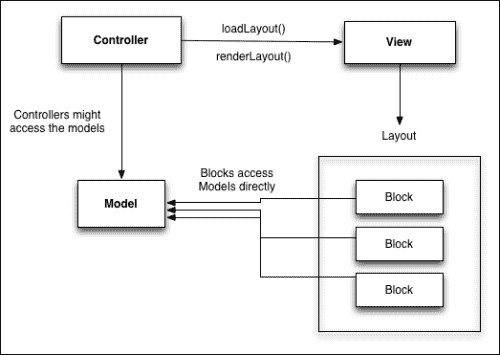 Controller
loadLayout()
renderLayout()
View
Controllers might
access the models
Layout
Blocks access
Models directly
Model
Block
Block
Block